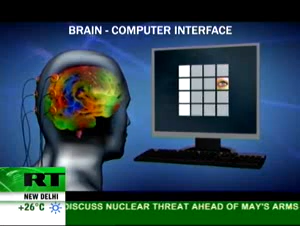 BRAIN - COMPUTER INTERFACE
RT
NEW DELHI
+26°C
DISCUSS NUCLEAR THREAT AHEAD OF MAY'S ARMS